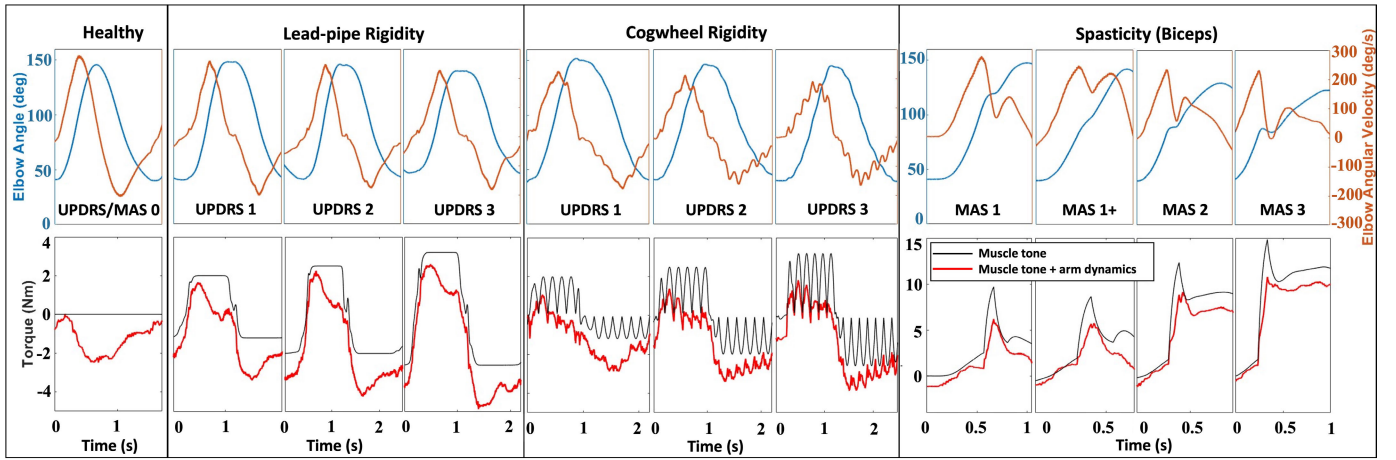 Healthy
Lead-pipe Rigidity
Cogwheel Rigidity
Spasticity (Biceps)
Elbow Angle (deg)
150
100
50
0
UPDRS/MAS 0
UPDRS 1
UPDRS 2
UPDRS 3
UPDRS 1
UPDRS 2
UPDRS 3
150
100
50
0
MAS 1
MAS 1+
MAS 2
MAS 3
300
200
100
0
-100
-200
-300
Elbow Angular Velocity (deg/s)
Torque (Nm)
4
2
0
-2
-4
15
10
5
0
Muscle tone
Muscle tone + arm dynamics
0 1
0 1 2
0 1 2
0 1 2
0 1 2
0 1 2
0 1 2
0 0.5 1
0 0.5
0 0.5
0 0.5 1
Time (s)
Time (s)
Time (s)
Time (s)